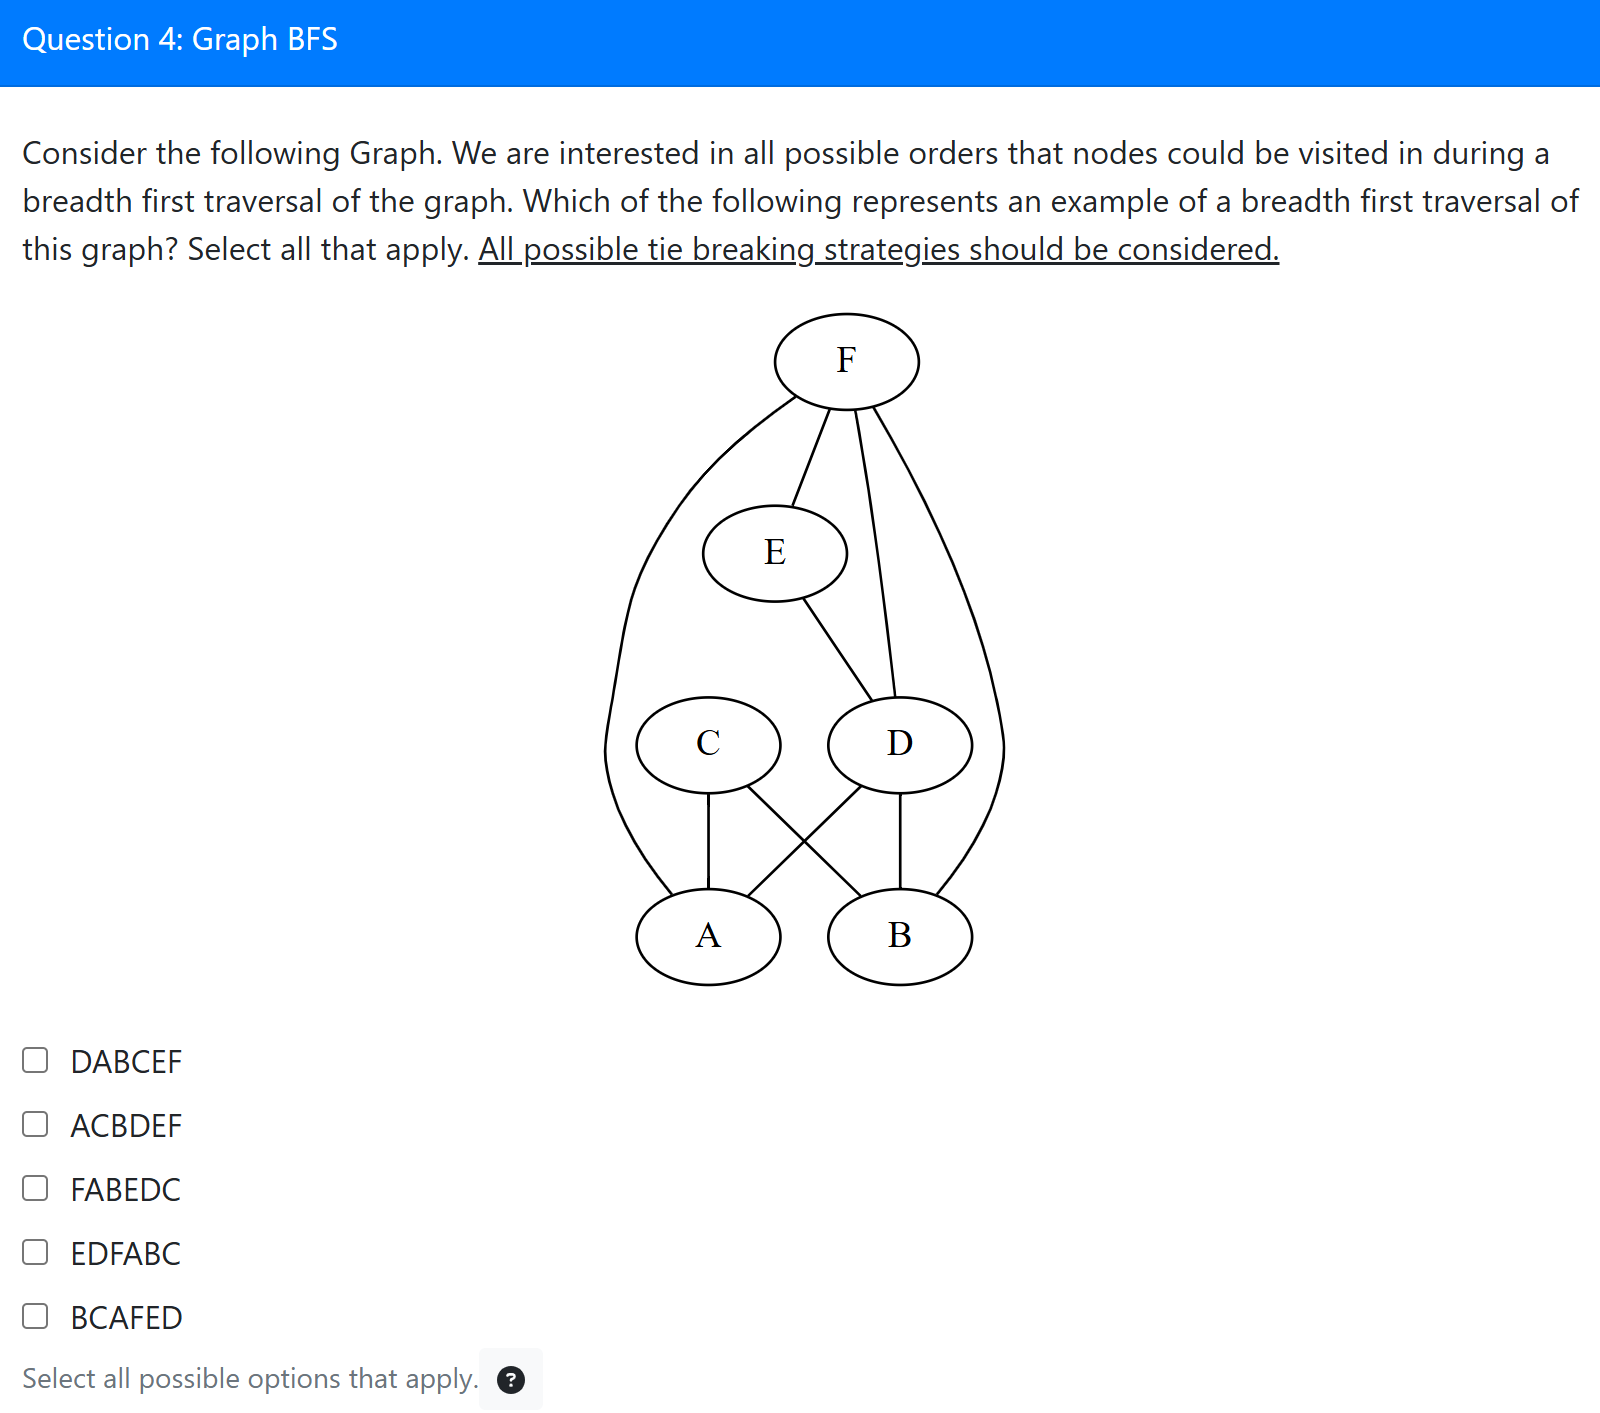 Question 4: Graph BFS
Consider the following Graph. We are interested in all possible orders that nodes could be visited in during a
breadth first traversal of the graph. Which of the following represents an example of a breadth first traversal of
this graph? Select all that apply. All possible tie breaking strategies should be considered.
F
E
C D
A B
DABCEF
ACBDEF
FABEDC
EDFABC
BCAFED
Select all possible options that apply. ?